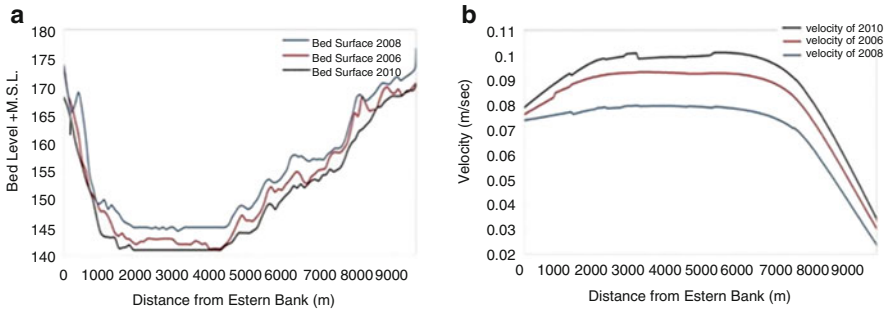 a
Bed Level +M.S.L.
180
175
170
165
160
155
150
145
140
Bed Surface 2008
Bed Surface 2006
Bed Surface 2010
0 1000 2000 3000 4000 5000 6000 7000 8000 9000
Distance from Estern Bank (m)
b
Velocity (m/sec)
0.11
0.1
0.09
0.08
0.07
0.06
0.05
0.04
0.03
0.02
velocity of 2010
velocity of 2006
velocity of 2008
0 1000 2000 3000 4000 5000 6000 7000 8000 9000
Distance from Estern Bank (m)